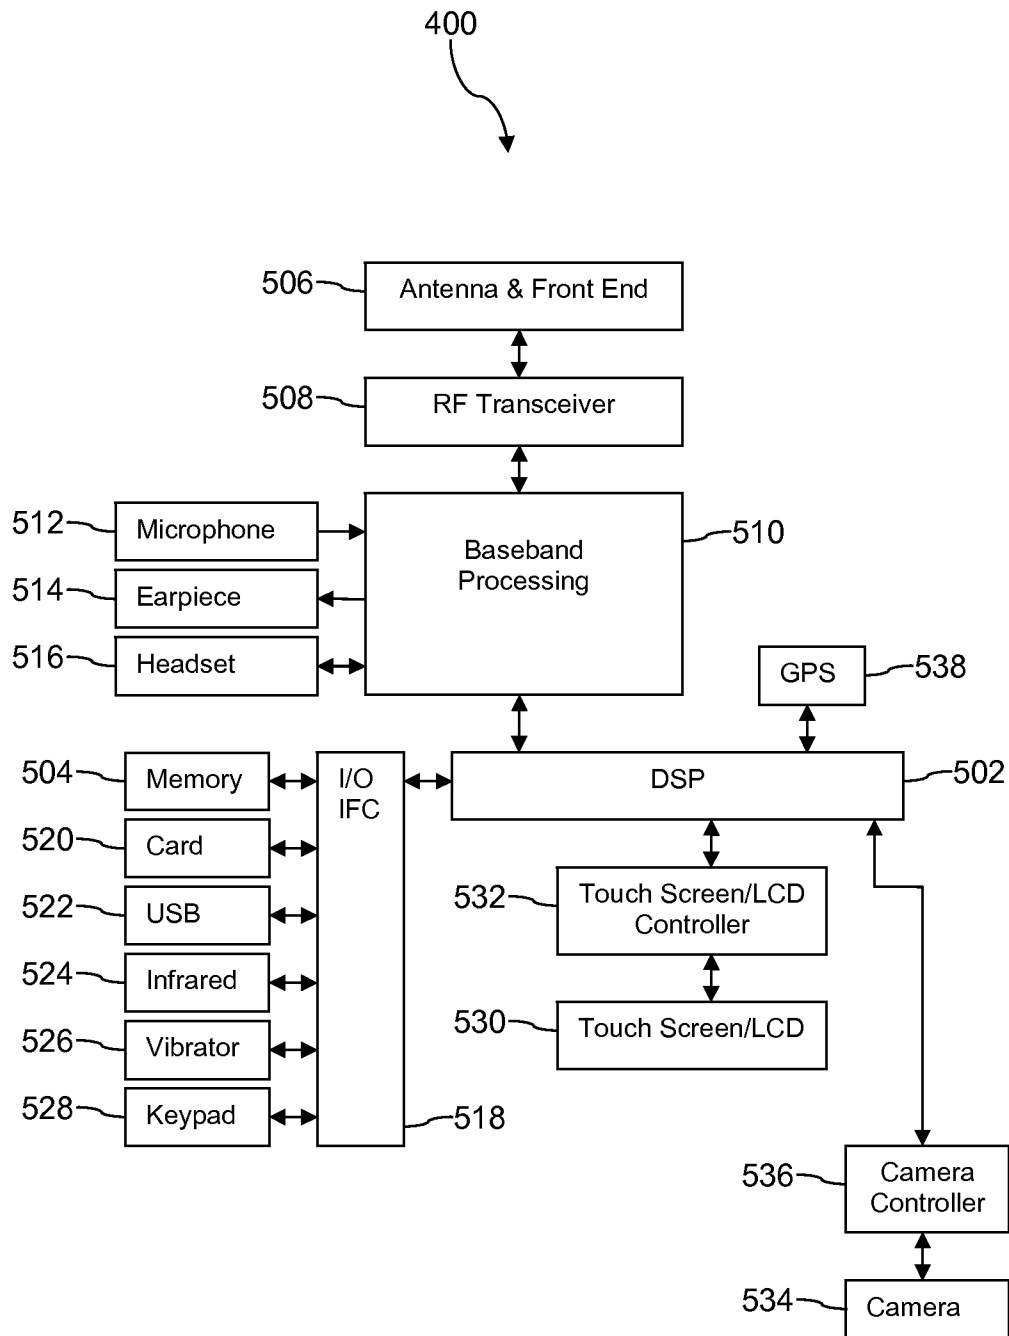 400
506
Antenna & Front End
508
RF Transceiver
512
Microphone
510
Baseband
Processing
514
Earpiece
516
Headset
GPS
538
504
Memory
I/O
IFC
DSP
502
520
Card
532
Touch Screen/LCD
Controller
522
USB
524
Infrared
530
Touch Screen/LCD
526
Vibrator
528
Keypad
518
536
Camera
Controller
534
Camera